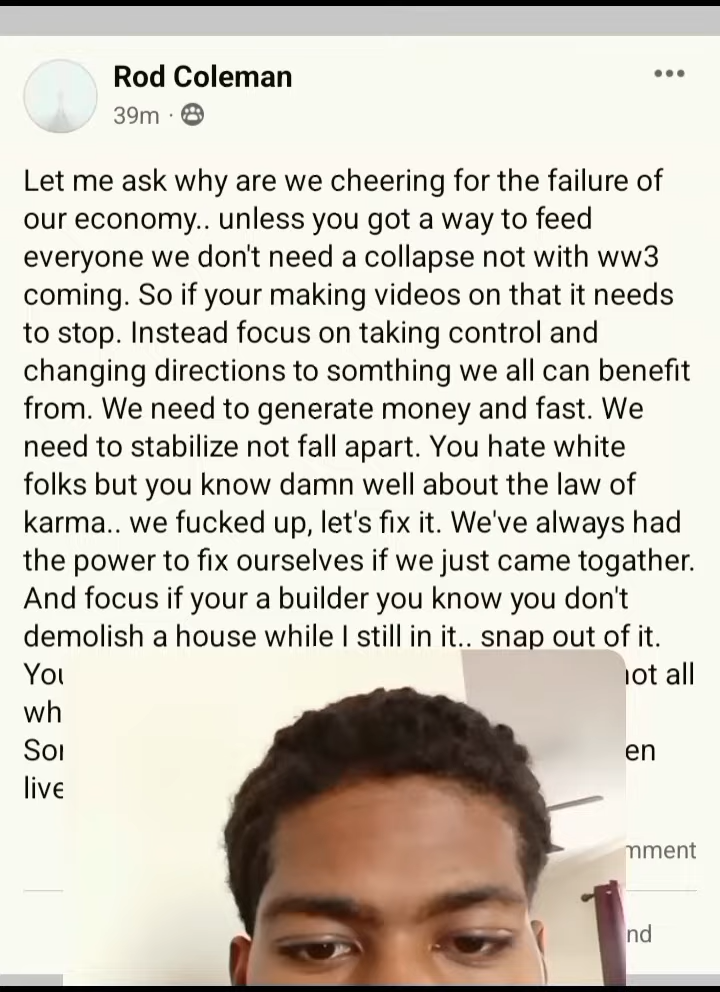 Rod Coleman
39m ·
Let me ask why are we cheering for the failure of
our economy.. unless you got a way to feed
everyone we don't need a collapse not with ww3
coming. So if your making videos on that it needs
to stop. Instead focus on taking control and
changing directions to somthing we all can benefit
from. We need to generate money and fast. We
need to stabilize not fall apart. You hate white
folks but you know damn well about the law of
karma.. we fucked up, let's fix it. We've always had
the power to fix ourselves if we just came togather.
And focus if your a builder you know you don't
demolish a house while I still in it.. snap out of it.
all